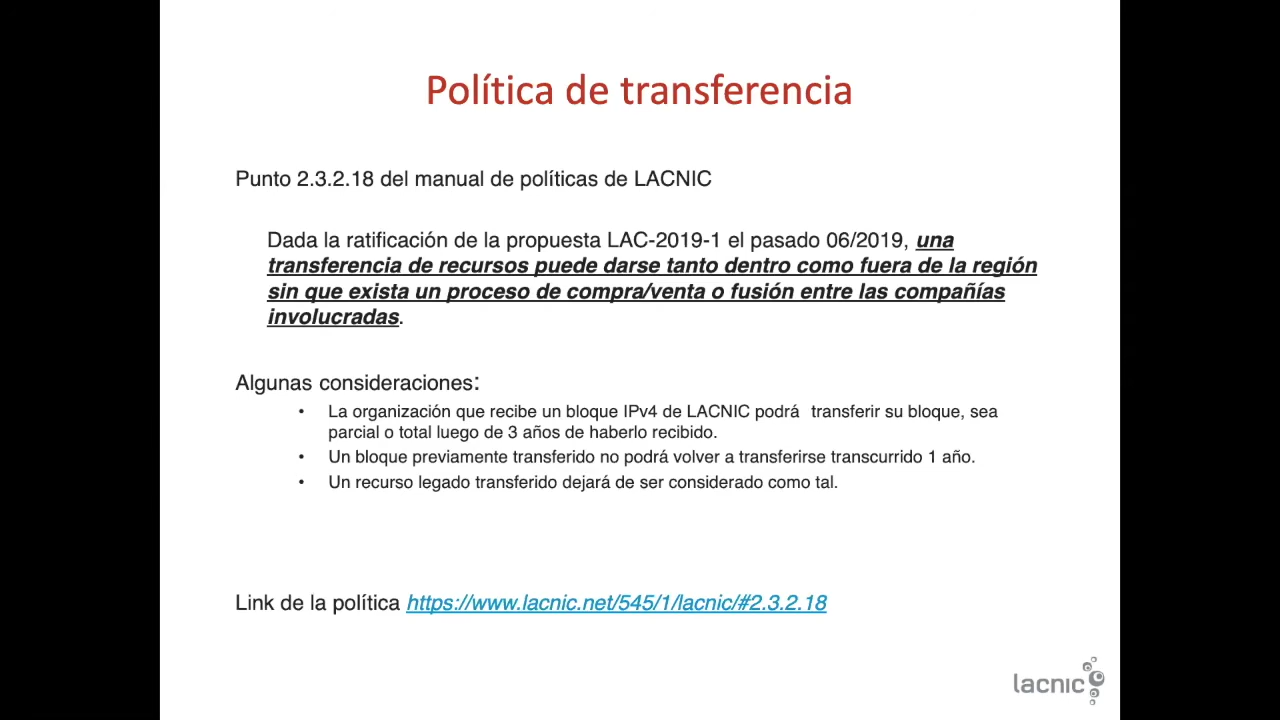 Política de transferencia
Punto 2.3.2.18 del manual de políticas de LACNIC
Dada la ratificación de la propuesta LAC-2019-1 el pasado 06/2019, una
transferencia de recursos puede darse tanto dentro como fuera de la región
sin que exista un proceso de compra/venta o fusión entre las compañías
involucradas.
Algunas consideraciones:
• La organización que recibe un bloque IPv4 de LACNIC podrá transferir su bloque, sea
parcial o total luego de 3 años de haberlo recibido.
• Un bloque previamente transferido no podrá volver a transferirse transcurrido 1 año.
• Un recurso legado transferido dejará de ser considerado como tal.
Link de la política https://www.lacnic.net/545/1/lacnic/#2.3.2.18
lacnic